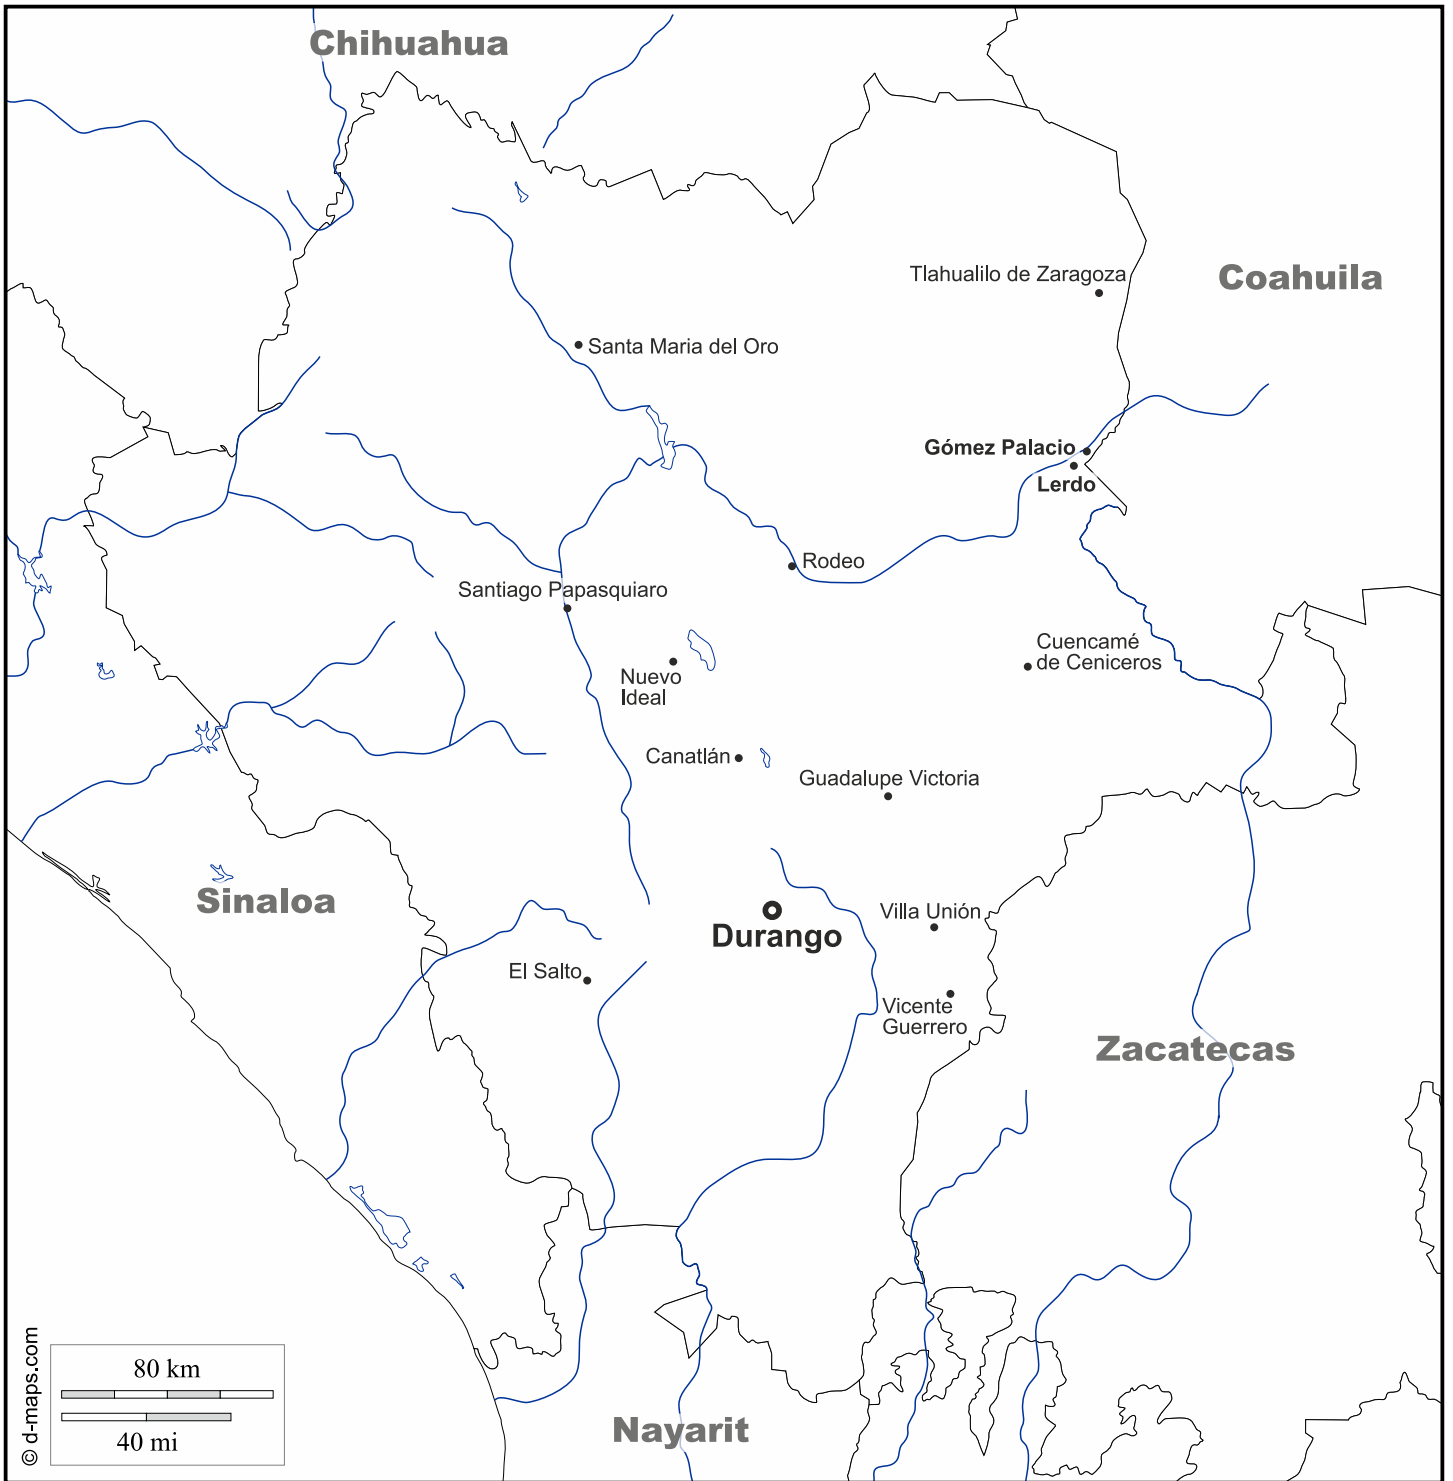 Chihuahua
Tlahualilo de Zaragoza
Coahuila
Santa Maria del Oro
Gómez Palacio
Lerdo
Rodeo
Santiago Papasquiaro
Cuencamé
de Ceniceros
Nuevo
Ideal
Canatlán
Guadalupe Victoria
Sinaloa
Villa Unión
Durango
El Salto
Vicente
Guerrero
Zacatecas
Nayarit
80 km
40 mi
© d-maps.com